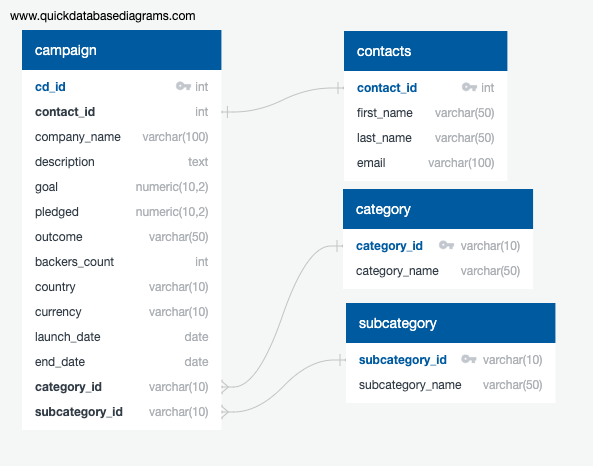 www.quickdatabasediagrams.com
campaign
cd_id int
contact_id int
company_name varchar(100)
description text
goal numeric(10,2)
pledged numeric(10,2)
outcome varchar(50)
backers_count int
country varchar(10)
currency varchar(10)
launch_date date
end_date date
category_id varchar(10)
subcategory_id varchar(10)
contacts
contact_id int
first_name varchar(50)
last_name varchar(50)
email varchar(100)
category
category_id varchar(10)
category_name varchar(50)
subcategory
subcategory_id varchar(10)
subcategory_name varchar(50)